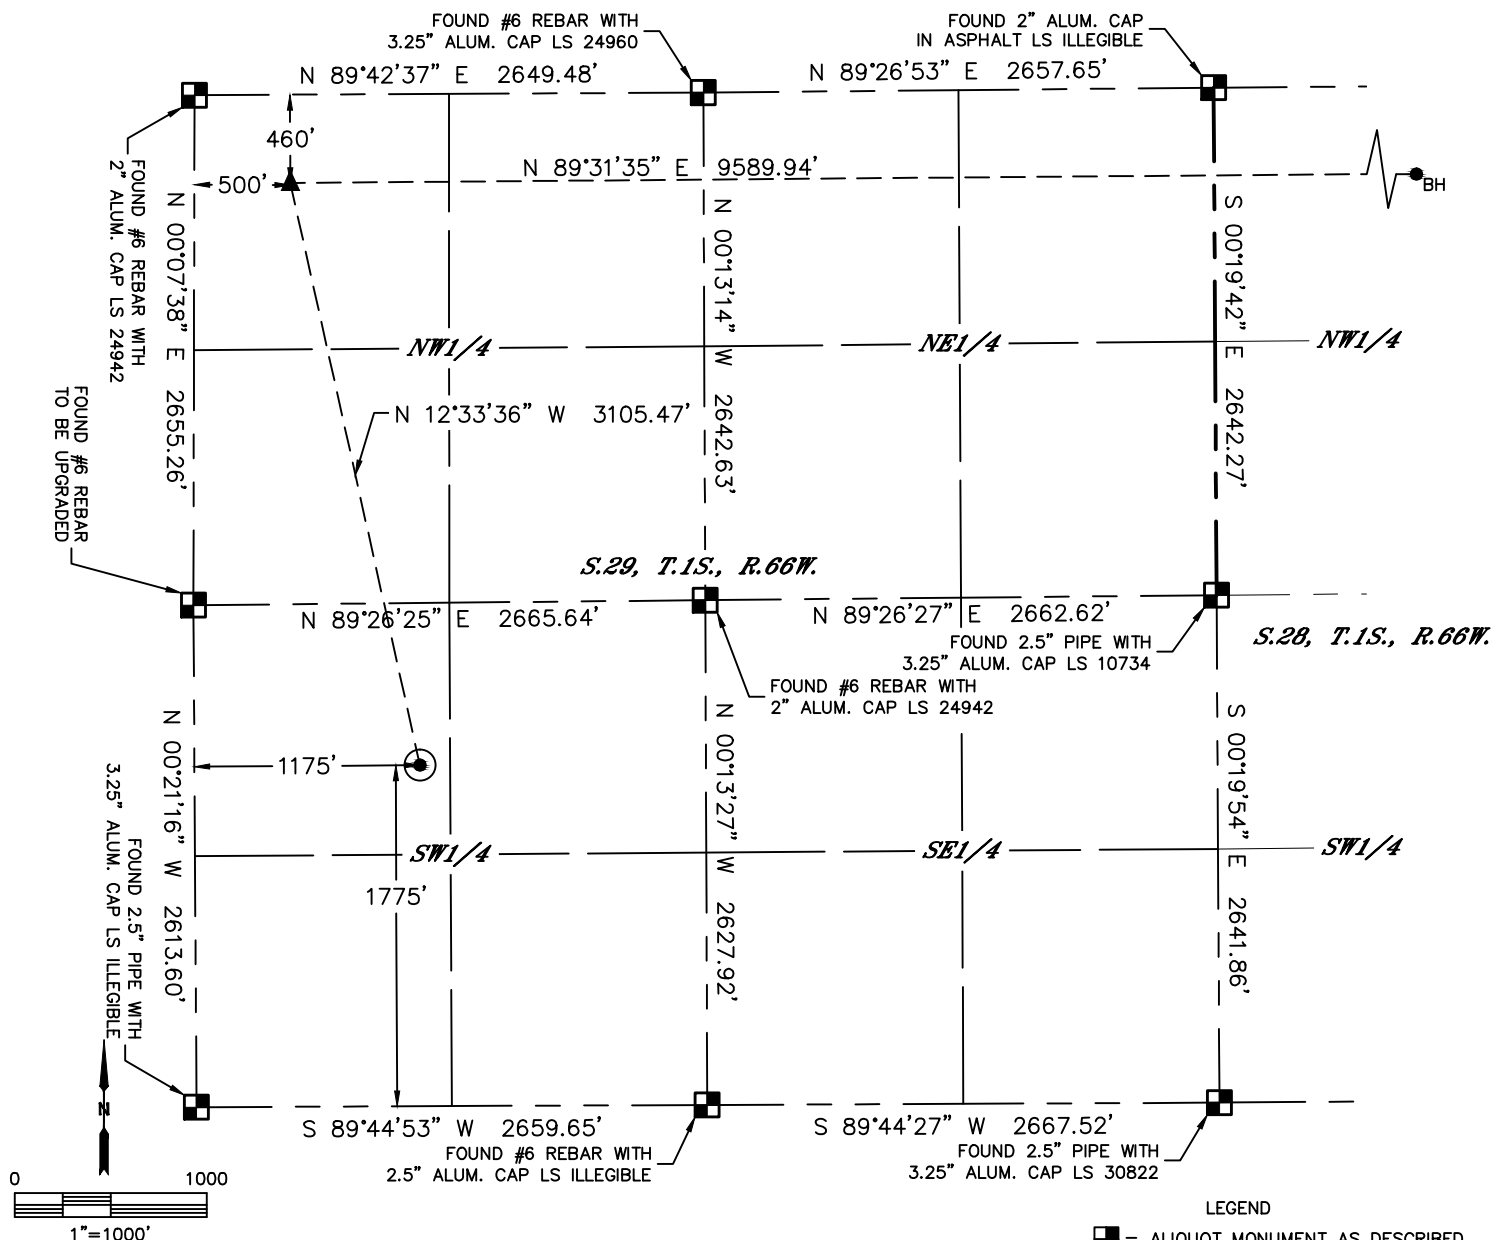 FOUND #6 REBAR WITH
3.25" ALUM. CAP LS 24960
FOUND 2" ALUM. CAP
IN ASPHALT LS ILLEGIBLE
N 89°42'37" E 2649.48'
N 89°26'53" E 2657.65'
460'
500'
N 89°31'35" E 9589.94'
BH
FOUND #6 REBAR WITH
2" ALUM. CAP LS 24942
N 00°07'38" E 2655.26'
N 00°13'14" W 2642.63'
S 00°19'42" E 2642.27'
NW1/4
NE1/4
NW1/4
N 12°33'36" W 3105.47'
FOUND #6 REBAR
TO BE UPGRADED
S.29, T.1S., R.66W.
N 89°26'25" E 2665.64'
N 89°26'27" E 2662.62'
S.28, T.1S., R.66W.
FOUND 2.5" PIPE WITH
3.25" ALUM. CAP LS 10734
FOUND #6 REBAR WITH
2" ALUM. CAP LS 24942
N 00°21'16" W 2613.60'
N 00°13'27" W 2627.92'
S 00°19'54" E 2641.86'
1175'
SW1/4
SE1/4
SW1/4
1775'
FOUND 2.5" PIPE WITH
3.25" ALUM. CAP LS ILLEGIBLE
N
S 89°44'53" W 2659.65'
S 89°44'27" W 2667.52'
FOUND #6 REBAR WITH
2.5" ALUM. CAP LS ILLEGIBLE
FOUND 2.5" PIPE WITH
3.25" ALUM. CAP LS 30822
0 1000
1"=1000'
LEGEND
= ALIQUOT MONUMENT AS DESCRIBED